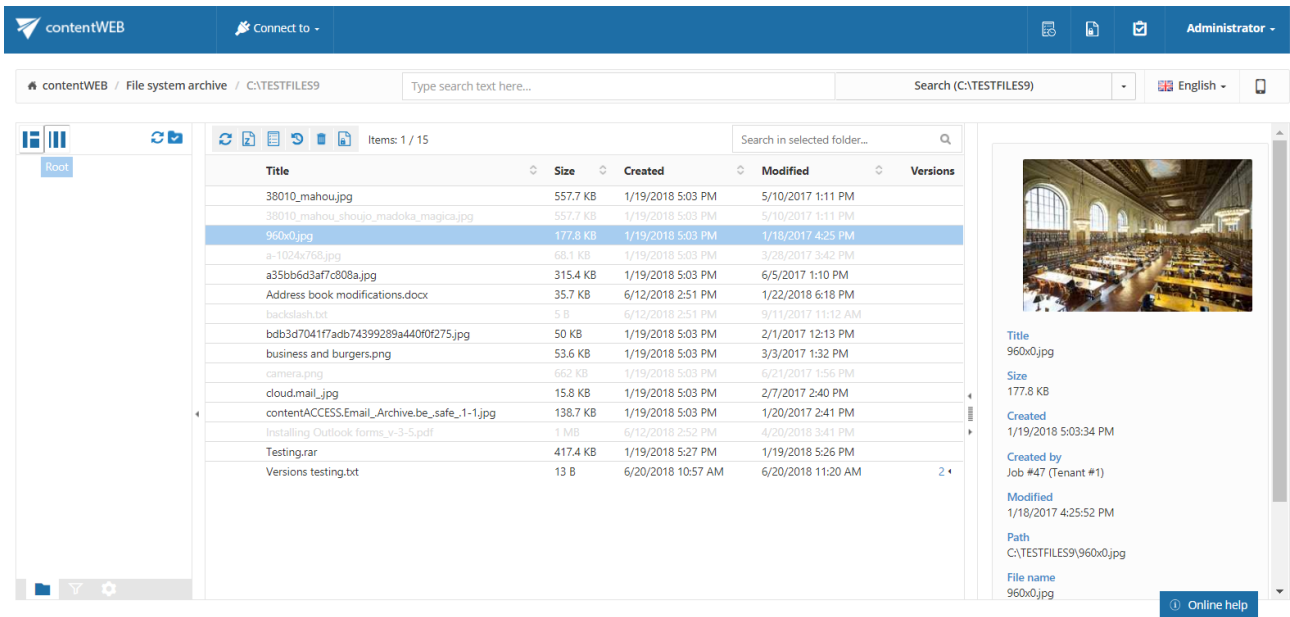 contentWEB Connect to Administrator
contentWEB / File system archive / C:\TESTFILES9 Type search text here... Search (C:\TESTFILES9) English
Items: 1 / 15 Search in selected folder...
Root
Title Size Created Modified Versions
38010_mahou.jpg 557.7 KB 1/19/2018 5:03 PM 5/10/2017 1:11 PM
38010_mahou_shoujo_madoka_magica.jpg 557.7 KB 1/19/2018 5:03 PM 5/10/2017 1:11 PM
960x0.jpg 177.8 KB 1/19/2018 5:03 PM 1/18/2017 4:25 PM
a-1024x768.jpg 68.1 KB 1/19/2018 5:03 PM 3/28/2017 3:42 PM
a35bb6d3af7c808a.jpg 315.4 KB 1/19/2018 5:03 PM 6/5/2017 1:10 PM
Address book modifications.docx 35.7 KB 6/12/2018 2:51 PM 1/22/2018 6:18 PM
backslash.txt 5 B 6/12/2018 2:51 PM 9/11/2017 11:12 AM
bdb3d7041f7adb74399289a440f0f275.jpg 50 KB 1/19/2018 5:03 PM 2/1/2017 12:13 PM
business and burgers.png 53.6 KB 1/19/2018 5:03 PM 3/3/2017 1:32 PM
camera.png 662 KB 1/19/2018 5:03 PM 6/21/2017 1:56 PM
cloud.mail_.jpg 15.8 KB 1/19/2018 5:03 PM 2/7/2017 2:40 PM
contentACCESS.Email_.Archive.be_.safe_.1-1.jpg 138.7 KB 1/19/2018 5:03 PM 1/20/2017 2:41 PM
Installing Outlook forms_v-3-5.pdf 1 MB 6/12/2018 2:52 PM 4/20/2018 3:41 PM
Testing.rar 417.4 KB 1/19/2018 5:27 PM 1/19/2018 5:26 PM
Versions testing.txt 13 B 6/20/2018 10:57 AM 6/20/2018 11:20 AM 2
Title
960x0.jpg
Size
177.8 KB
Created
1/19/2018 5:03:34 PM
Created by
Job #47 (Tenant #1)
Modified
1/18/2017 4:25:52 PM
Path
C:\TESTFILES9\960x0.jpg
File name
960x0.jpg
Online help